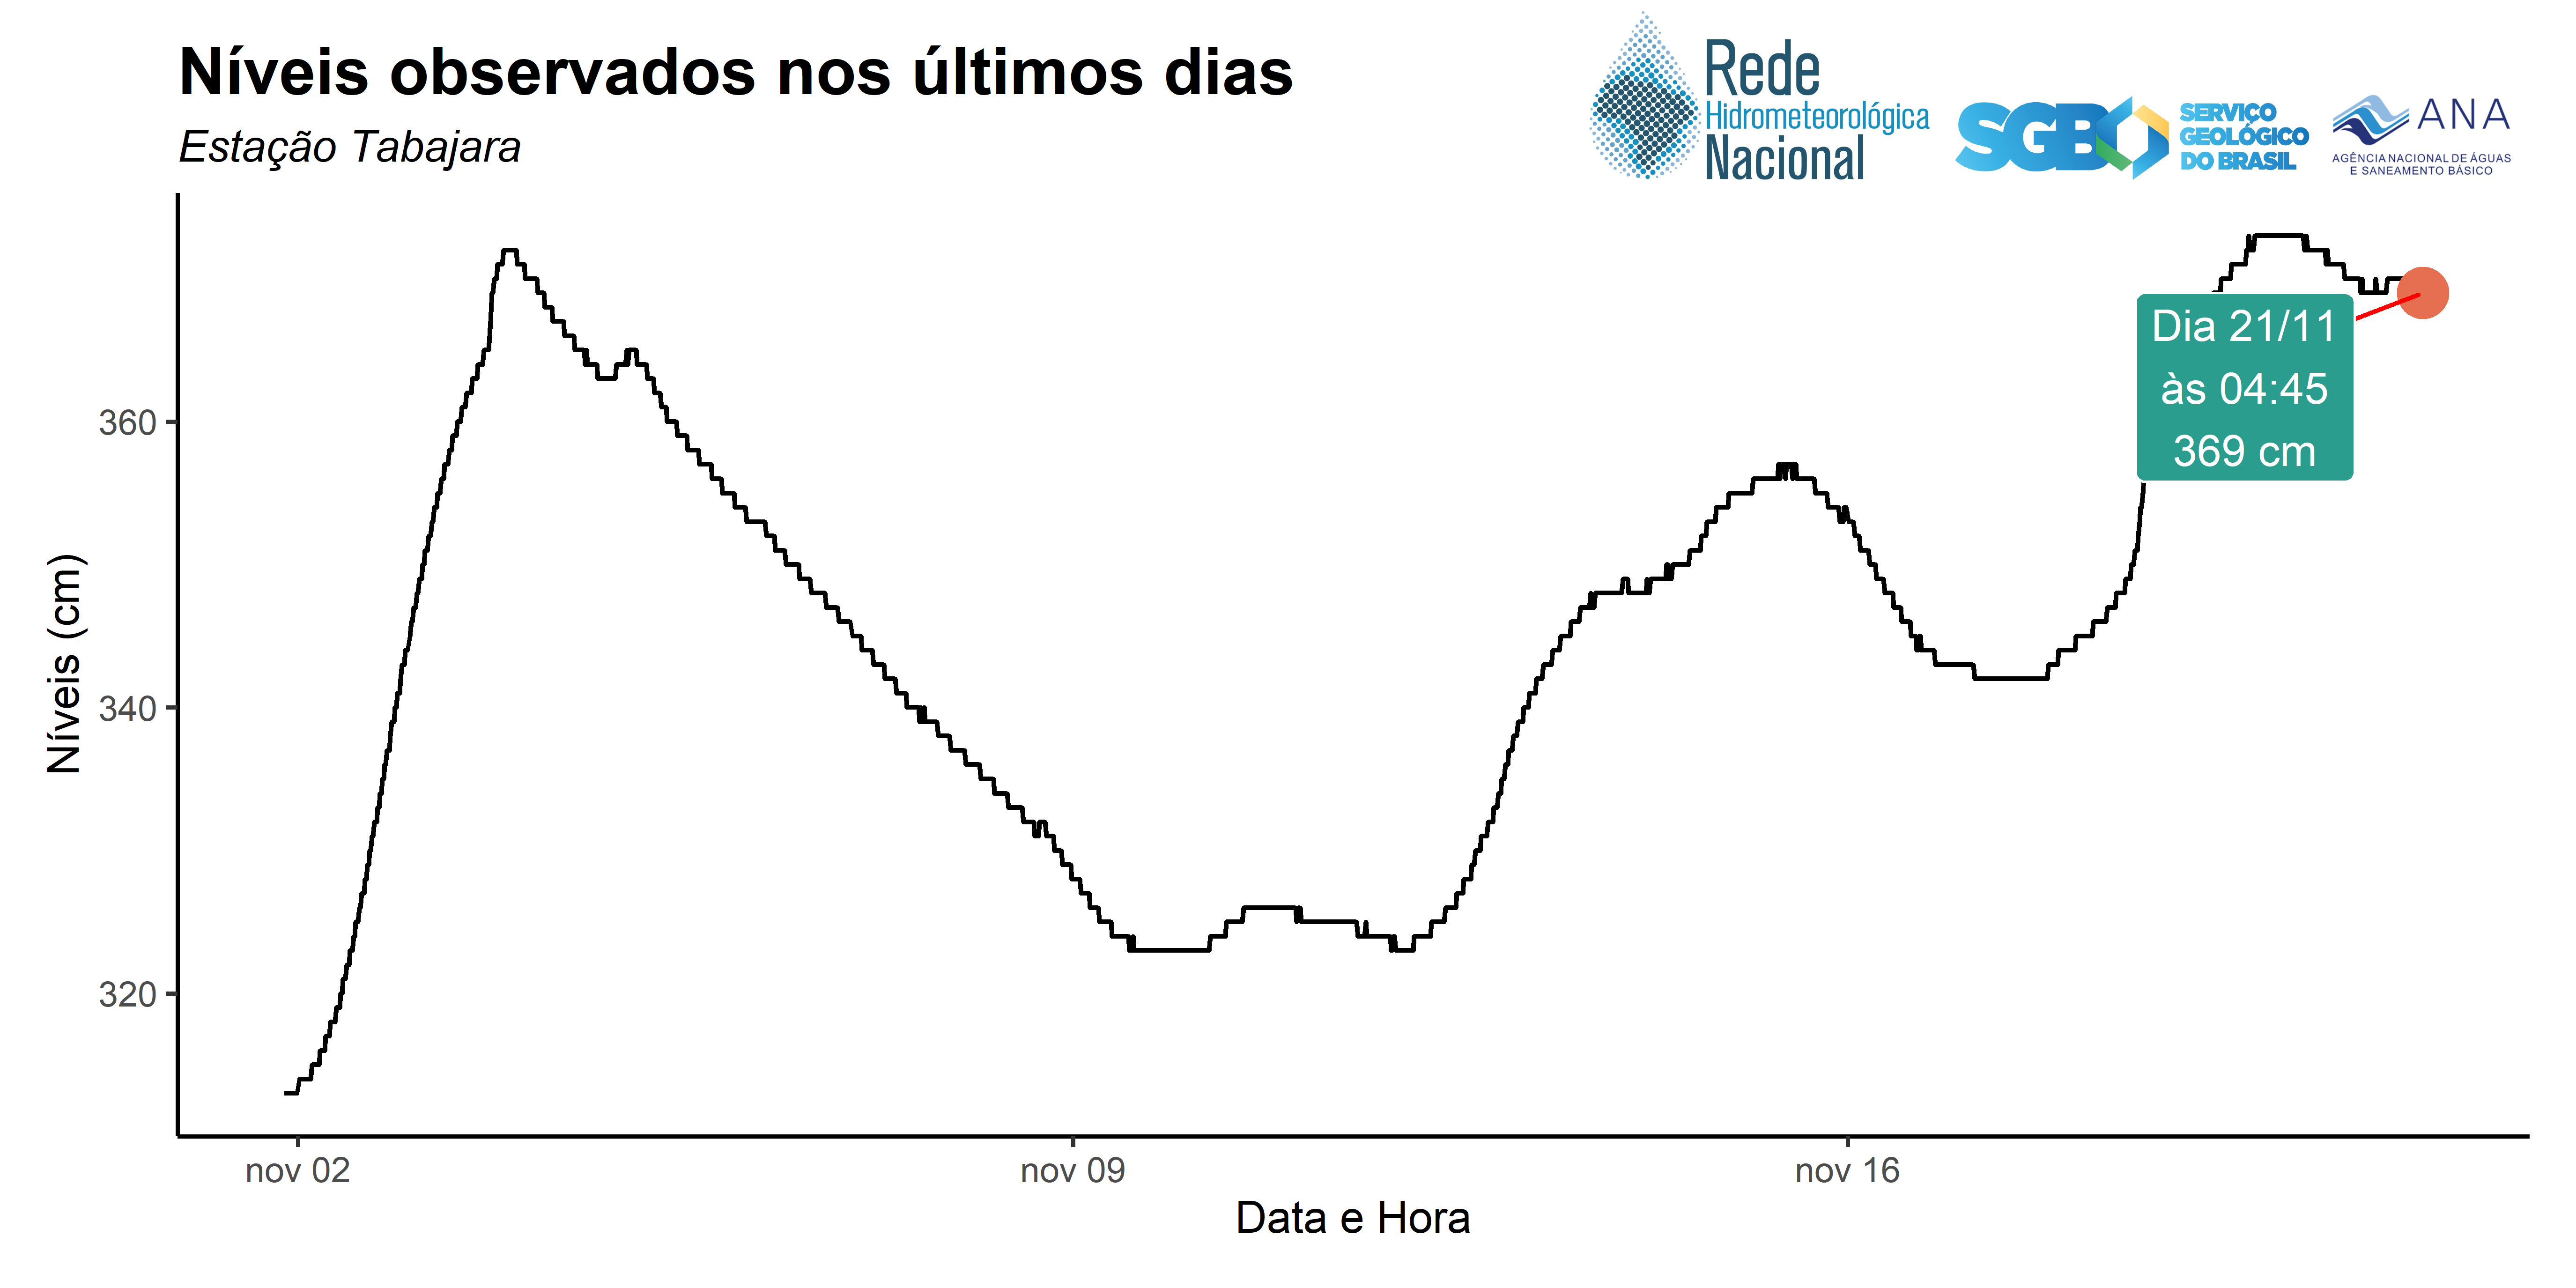 Níveis observados nos últimos dias
Estação Tabajara
Rede
Hidrometeorológica
Nacional
SGB
SERVIÇO
GEOLÓGICO
DO BRASIL
ANA
AGÊNCIA NACIONAL DE ÁGUAS
E SANEAMENTO BÁSICO
Dia 21/11
às 04:45
369 cm
Níveis (cm)
360
340
320
nov 02
nov 09
nov 16
Data e Hora